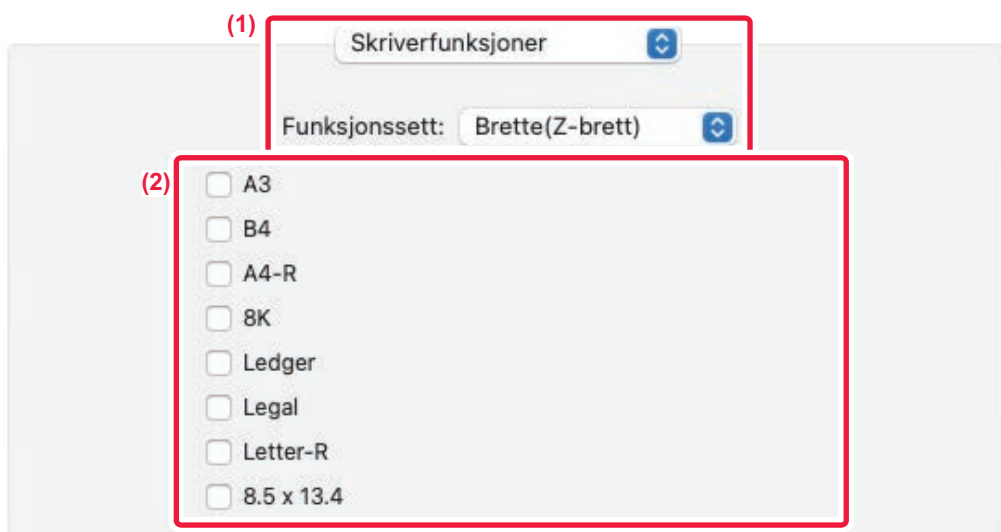 (1)
Skriverfunksjoner
Funksjonssett: Brette(Z-brett)
(2)
A3
B4
A4-R
8K
Ledger
Legal
Letter-R
8.5 x 13.4